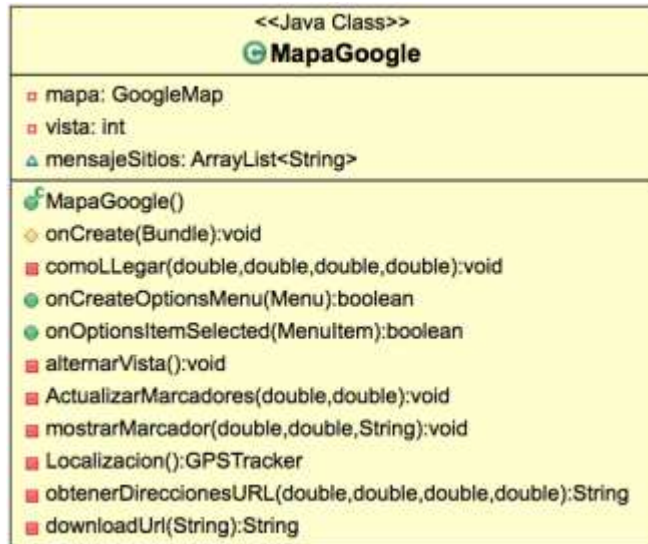 <<Java Class>>
MapaGoogle
mapa: GoogleMap
vista: int
mensajeSitios: ArrayList<String>
MapaGoogle()
onCreate(Bundle):void
comoLLegar(double,double,double,double):void
onCreateOptionsMenu(Menu):boolean
onOptionsItemSelected(MenuItem):boolean
alternarVista():void
ActualizarMarcadores(double,double):void
mostrarMarcador(double,double,String):void
Localizacion():GPSTracker
obtenerDireccionesURL(double,double,double,double):String
downloadUrl(String):String